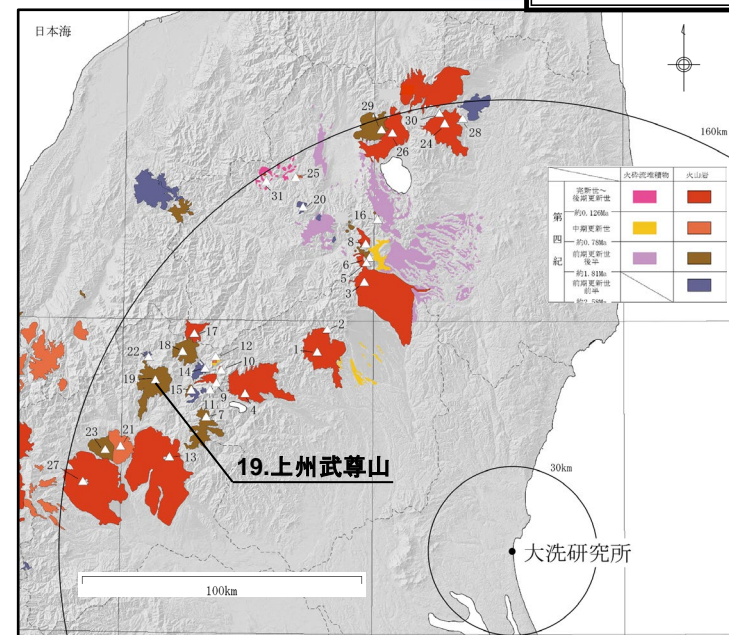 日本海
160km
29
30
24
28
26
25
31
20
16
8
6
5
3
2
1
17
18
12
22
14
10
19
15
9
11
4
7
23
21
13
27
19.上州武尊山
30km
大洗研究所
100km
火砕流堆積物
火山岩
第四紀
完新世～
後期更新世
約0.126Ma
中期更新世
約0.78Ma
前期更新世
後半
約1.81Ma
前期更新世
前半
約2.58Ma